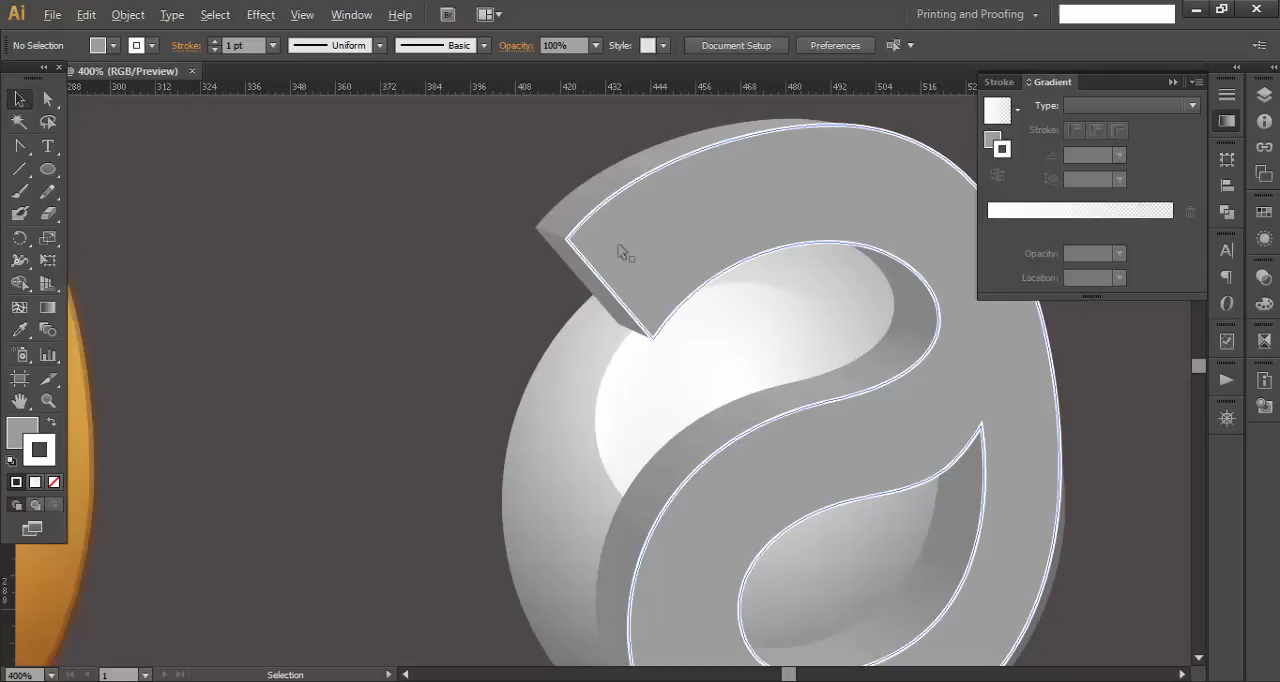 Ai File Edit Object Type Select Effect View Window Help Br Printing and Proofing
No Selection Stroke: 1 pt Uniform Basic Opacity: 100% Style: Document Setup Preferences
@ 400% (RGB/Preview) ×
288 300 312 324 336 348 360 372 384 396 408 420 432 444 456 468 480 492 504 516
Stroke Gradient
Type:
Stroke:
Opacity:
Location:
288
400% 1 Selection